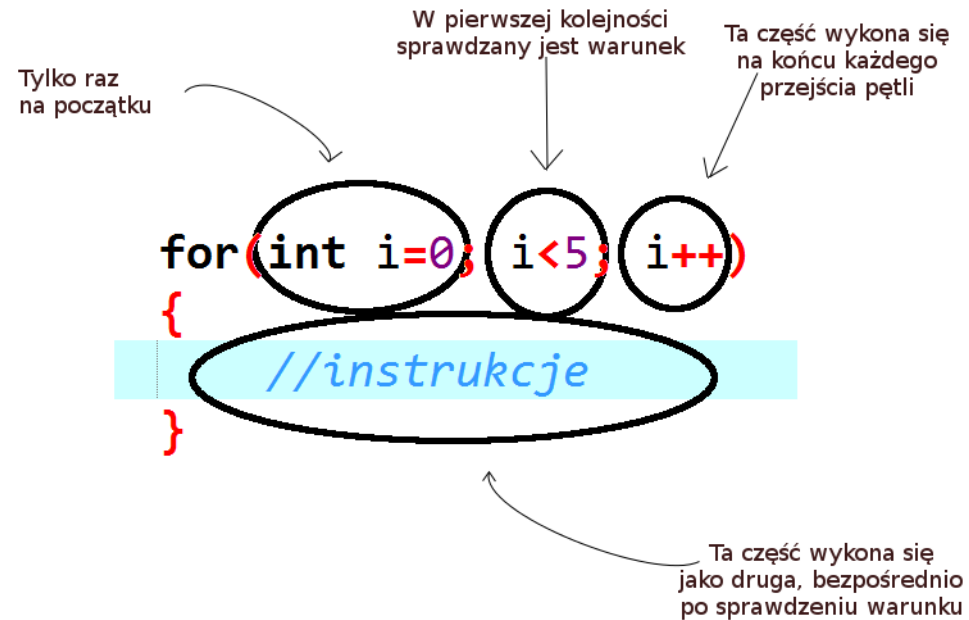 W pierwszej kolejności
sprawdzany jest warunek
Ta część wykona się
na końcu każdego
przejścia pętli
Tylko raz
na początku
for(int i=0; i<5; i++)
{
//instrukcje
}
Ta część wykona się
jako druga, bezpośrednio
po sprawdzeniu warunku